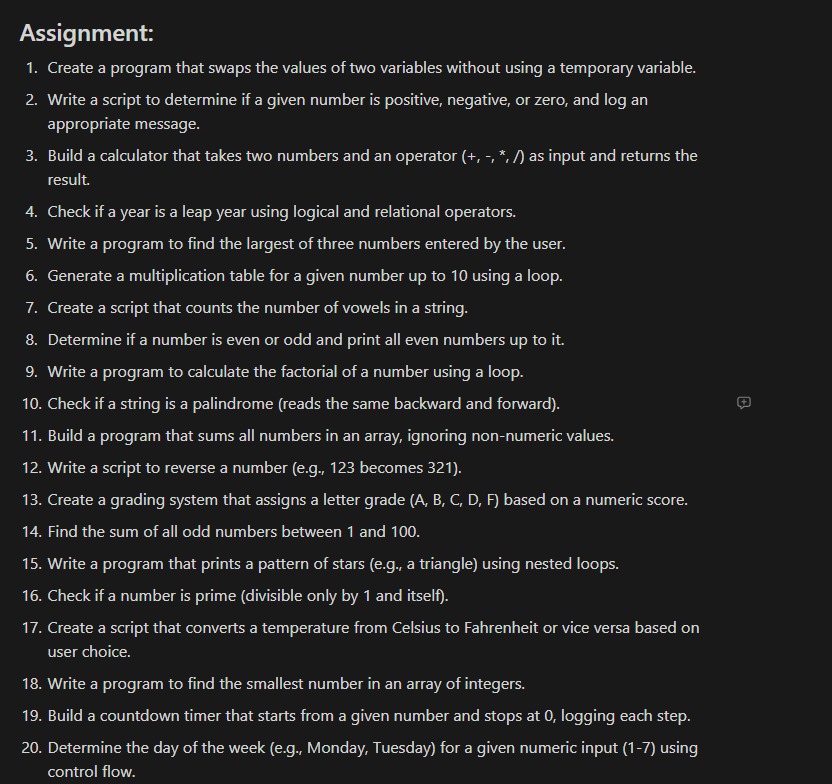 Assignment:
1. Create a program that swaps the values of two variables without using a temporary variable.
2. Write a script to determine if a given number is positive, negative, or zero, and log an
appropriate message.
3. Build a calculator that takes two numbers and an operator (+, -, *, /) as input and returns the
result.
4. Check if a year is a leap year using logical and relational operators.
5. Write a program to find the largest of three numbers entered by the user.
6. Generate a multiplication table for a given number up to 10 using a loop.
7. Create a script that counts the number of vowels in a string.
8. Determine if a number is even or odd and print all even numbers up to it.
9. Write a program to calculate the factorial of a number using a loop.
10. Check if a string is a palindrome (reads the same backward and forward).
11. Build a program that sums all numbers in an array, ignoring non-numeric values.
12. Write a script to reverse a number (e.g., 123 becomes 321).
13. Create a grading system that assigns a letter grade (A, B, C, D, F) based on a numeric score.
14. Find the sum of all odd numbers between 1 and 100.
15. Write a program that prints a pattern of stars (e.g., a triangle) using nested loops.
16. Check if a number is prime (divisible only by 1 and itself).
17. Create a script that converts a temperature from Celsius to Fahrenheit or vice versa based on
user choice.
18. Write a program to find the smallest number in an array of integers.
19. Build a countdown timer that starts from a given number and stops at 0, logging each step.
20. Determine the day of the week (e.g., Monday, Tuesday) for a given numeric input (1-7) using
control flow.